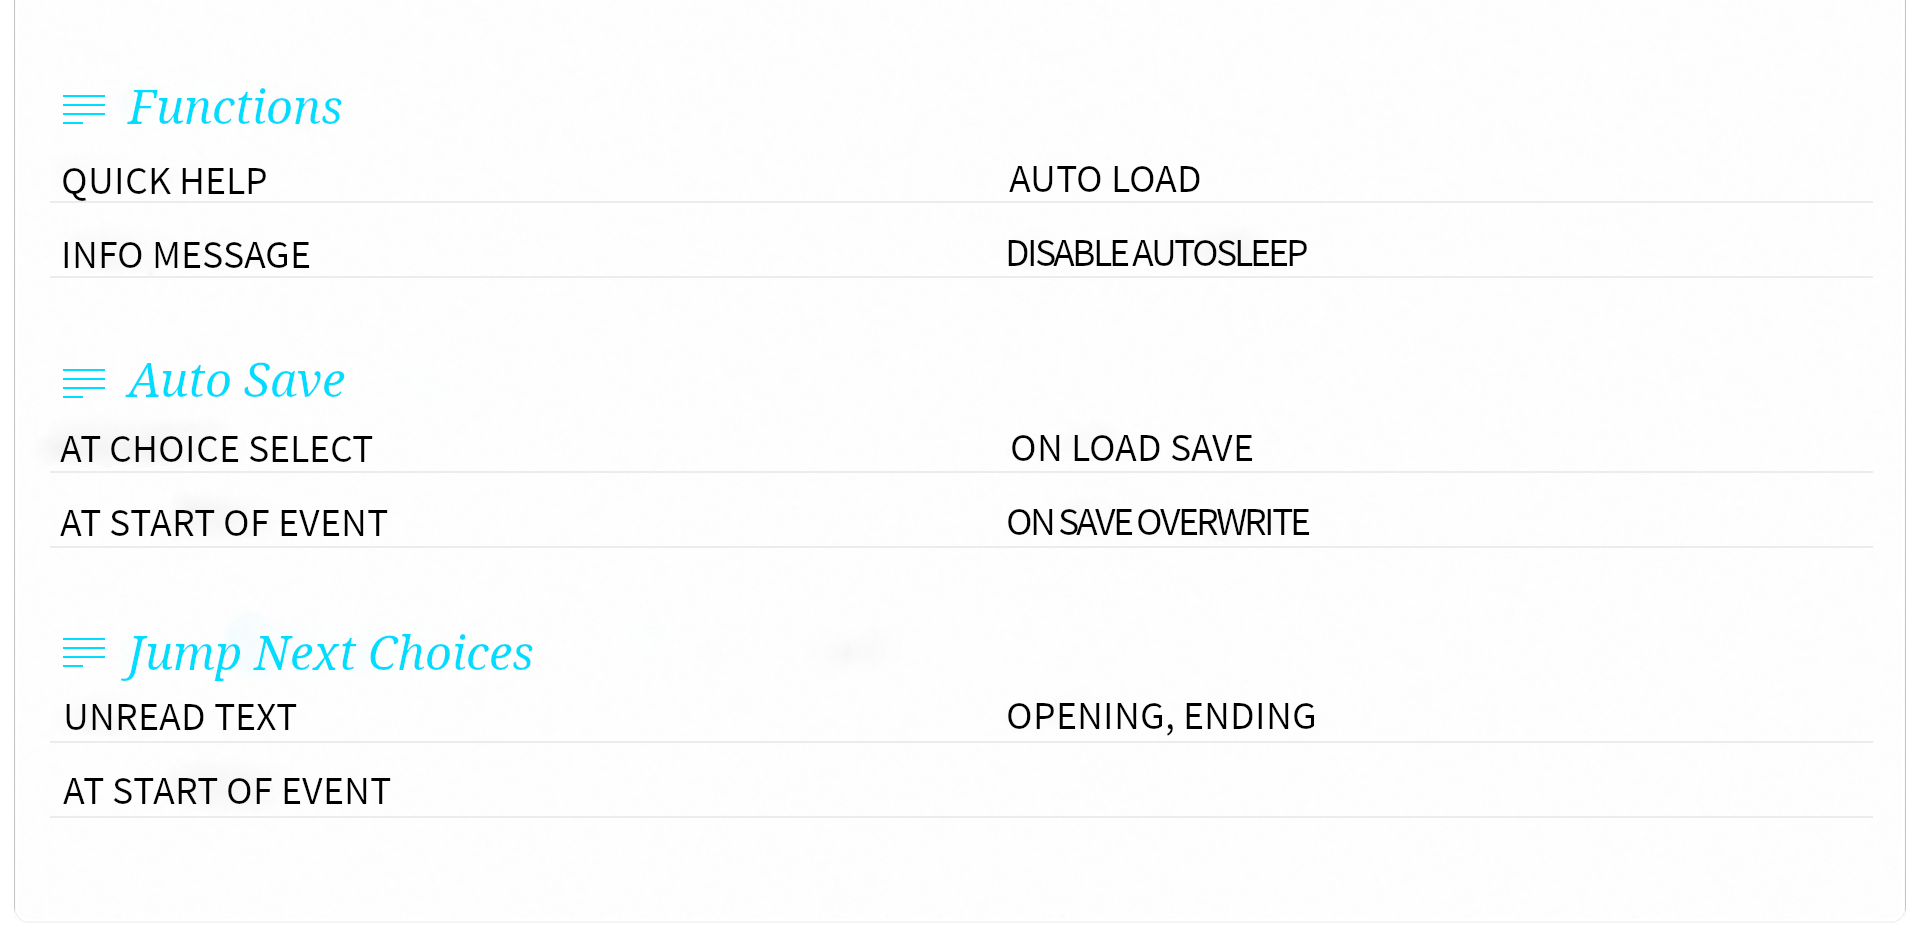 Functions
QUICK HELP
AUTO LOAD
INFO MESSAGE
DISABLE AUTOSLEEP
Auto Save
AT CHOICE SELECT
ON LOAD SAVE
AT START OF EVENT
ON SAVE OVERWRITE
Jump Next Choices
UNREAD TEXT
OPENING, ENDING
AT START OF EVENT